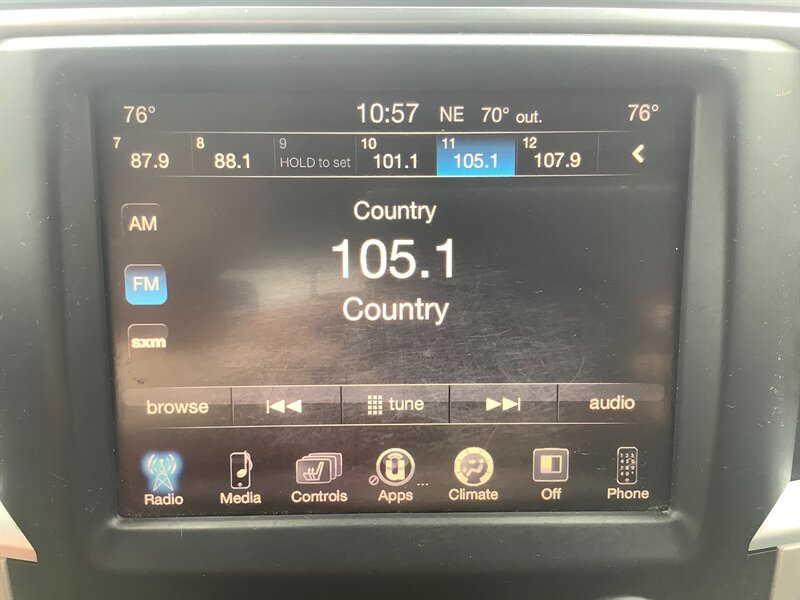 76° 10:57 NE 70° out. 76°
7 8 9 10 11 12
87.9 88.1 HOLD to set 101.1 105.1 107.9
Country
AM
105.1
FM
Country
sxm
browse tune audio
Radio Media Controls Apps ... Climate Off Phone